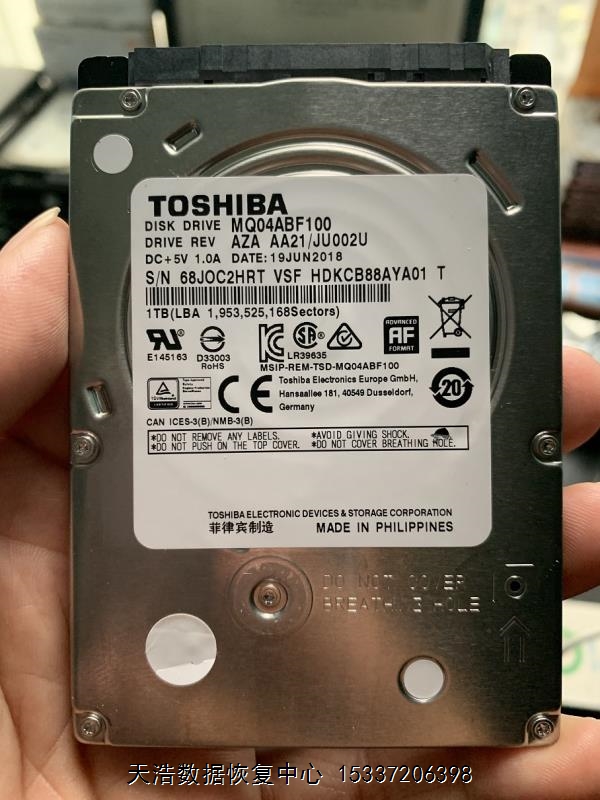 TOSHIBA
DISK DRIVE MQ04ABF100
DRIVE REV AZA AA21/JU002U
DC+5V 1.0A DATE:19JUN2018
S/N 68JOC2HRT VSF HDKCB88AYA01 T
1TB(LBA 1,953,525,168Sectors)
E145163
D33003
RoHS
LR39635
ADVANCED
AF
FORMAT
MSIP-REM-TSD-MQ04ABF100
Toshiba Electronics Europe GmbH,
Hansaallee 181, 40549 Dusseldorf,
Germany
20
CAN ICES-3(B)/NMB-3(B)
*DO NOT REMOVE ANY LABELS. *AVOID GIVING SHOCK.
*DO NOT PUSH ON THE TOP COVER. *DO NOT COVER BREATHING HOLE.
TOSHIBA ELECTRONIC DEVICES & STORAGE CORPORATION
菲律宾制造 MADE IN PHILIPPINES
DO NOT COVER
BREATHING HOLE
天浩数据恢复中心 15337206398